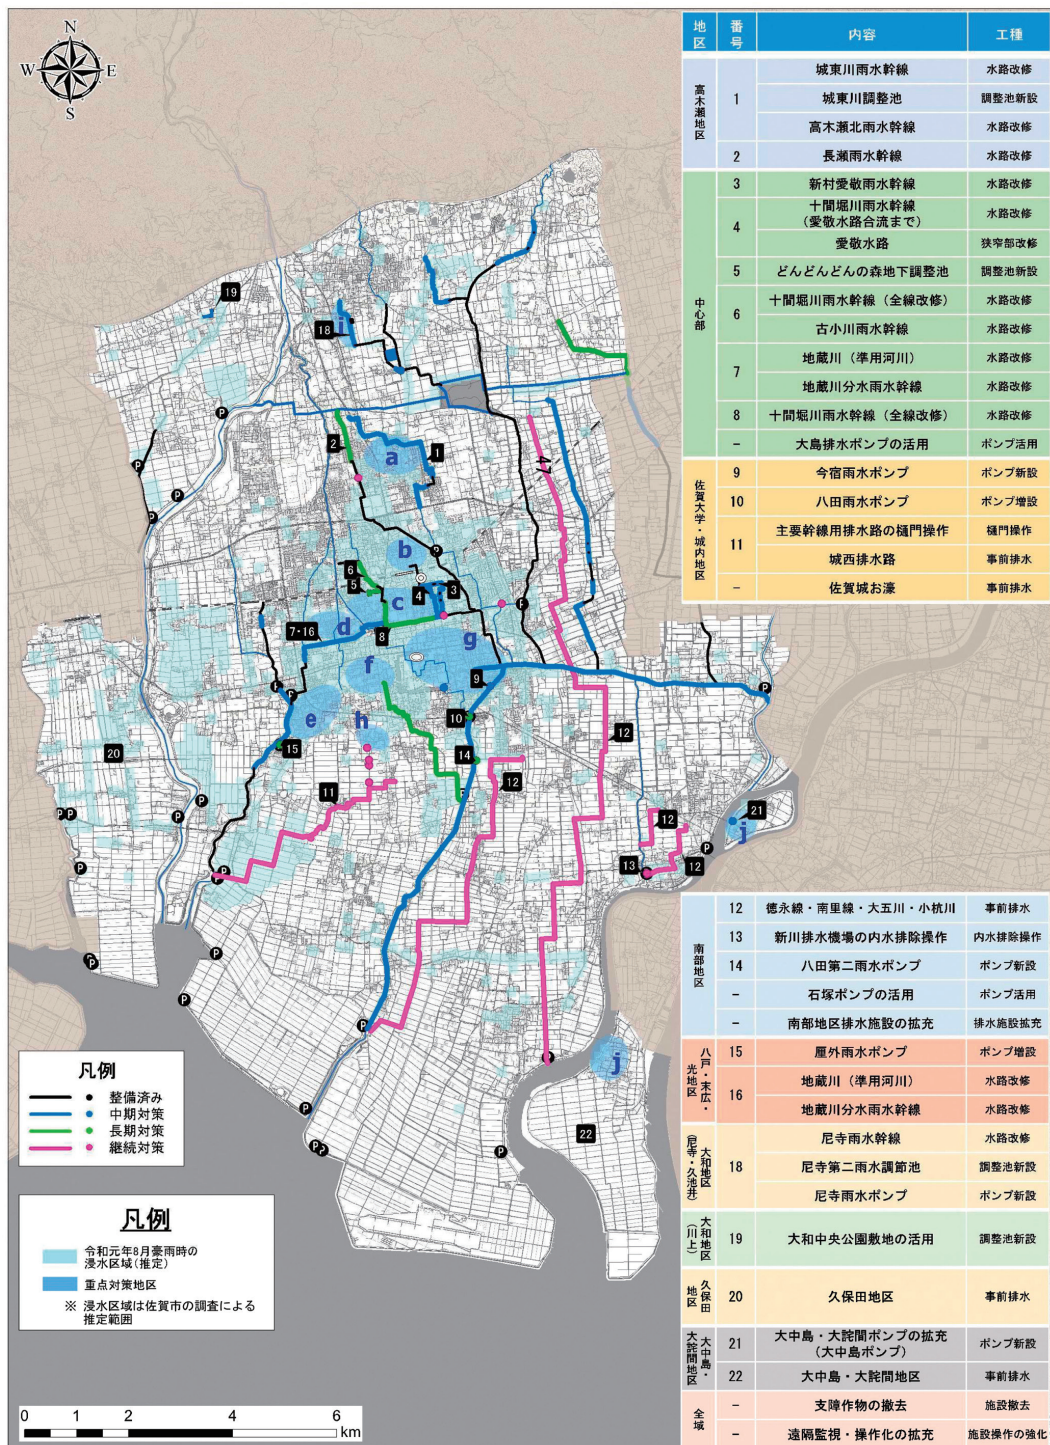 N
W
E
S
地区 番号 内容 工種
高木瀬地区
1
城東川雨水幹線 水路改修
城東川調整池 調整池新設
高木瀬北雨水幹線 水路改修
2 長瀬雨水幹線 水路改修
中心部
3 新村愛敬雨水幹線 水路改修
4
十間堀川雨水幹線
(愛敬水路合流まで) 水路改修
愛敬水路 狭窄部改修
5 どんどんどんの森地下調整池 調整池新設
6
十間堀川雨水幹線(全線改修) 水路改修
古小川雨水幹線 水路改修
7
地蔵川(準用河川) 水路改修
地蔵川分水雨水幹線 水路改修
8 十間堀川雨水幹線(全線改修) 水路改修
- 大島排水ポンプの活用 ポンプ活用
佐賀大学・城内地区
9 今宿雨水ポンプ ポンプ新設
10 八田雨水ポンプ ポンプ増設
11
主要幹線用排水路の樋門操作 樋門操作
城西排水路 事前排水
- 佐賀城お濠 事前排水
19
18
i
2
a
1
47
b
6
5
4
3
c
d
7・16
8
g
f
9
e
h
10
12
15
20
14
11
12
12
21
j
13
12
j
22
P
南部地区
12 徳永線・南里線・大五川・小杭川 事前排水
13 新川排水機場の内水排除操作 内水排除操作
14 八田第二雨水ポンプ ポンプ新設
- 石塚ポンプの活用 ポンプ活用
- 南部地区排水施設の拡充 排水施設拡充
八戸・末広・光地区
15 厘外雨水ポンプ ポンプ増設
16
地蔵川(準用河川) 水路改修
地蔵川分水雨水幹線 水路改修
大和地区(尼寺・久池井)
18
尼寺雨水幹線 水路改修
尼寺第二雨水調節池 調整池新設
尼寺雨水ポンプ ポンプ新設
大和地区(川上)
19 大和中央公園敷地の活用 調整池新設
久保田地区
20 久保田地区 事前排水
大中島・大詫間地区
21
大中島・大詫間ポンプの拡充
(大中島ポンプ) ポンプ新設
22 大中島・大詫間地区 事前排水
全域
- 支障作物の撤去 施設撤去
- 遠隔監視・操作化の拡充 施設操作の強化
凡例
整備済み
中期対策
長期対策
継続対策
凡例
令和元年8月豪雨時の
浸水区域(推定)
重点対策地区
※ 浸水区域は佐賀市の調査による
推定範囲
0 1 2 4 6
km